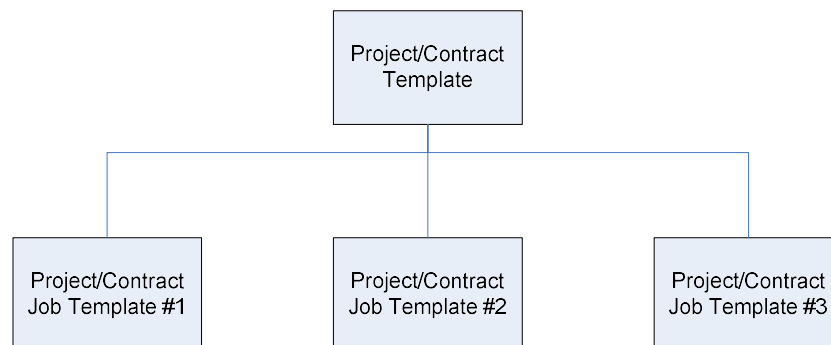 Project/Contract
Template
Project/Contract
Job Template #1
Project/Contract
Job Template #2
Project/Contract
Job Template #3